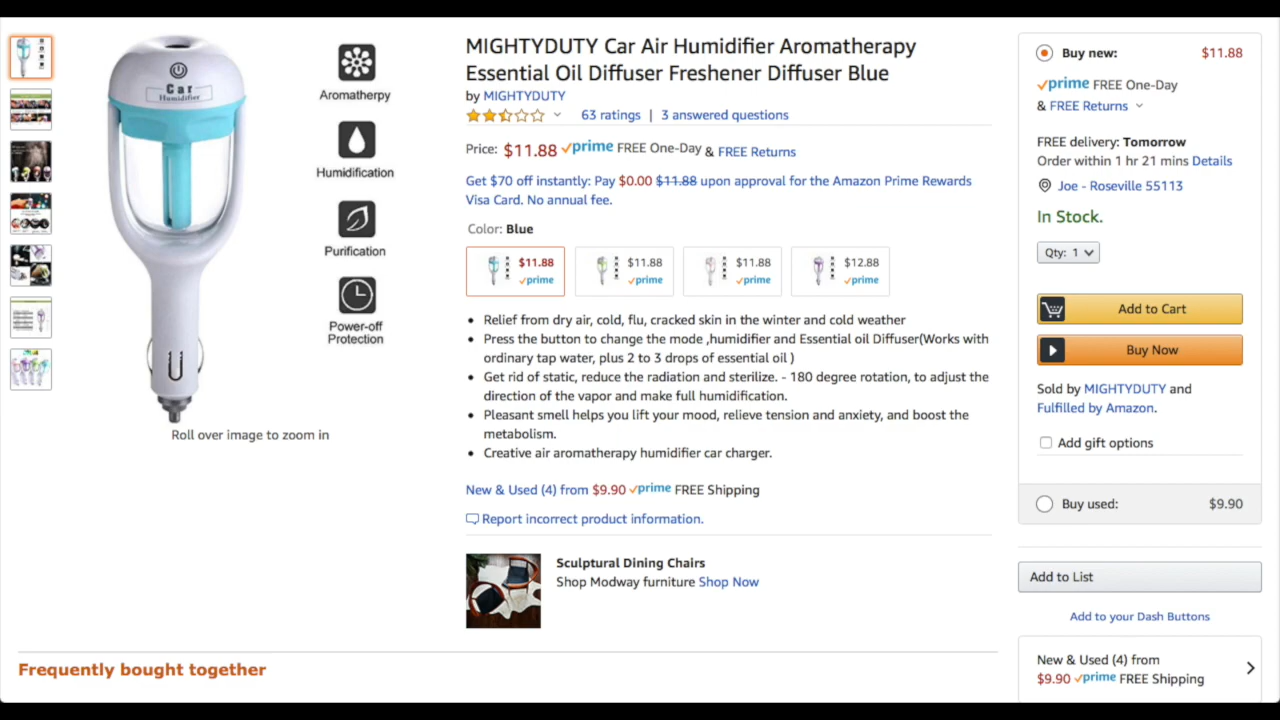 MIGHTYDUTY Car Air Humidifier Aromatherapy
Essential Oil Diffuser Freshener Diffuser Blue
by MIGHTYDUTY
63 ratings | 3 answered questions
Price: $11.88 prime FREE One-Day & FREE Returns
Get $70 off instantly: Pay $0.00 $11.88 upon approval for the Amazon Prime Rewards
Visa Card. No annual fee.
Color: Blue
$11.88 prime
$11.88 prime
$11.88 prime
$12.88 prime
Relief from dry air, cold, flu, cracked skin in the winter and cold weather
Press the button to change the mode ,humidifier and Essential oil Diffuser(Works with
ordinary tap water, plus 2 to 3 drops of essential oil )
Get rid of static, reduce the radiation and sterilize. - 180 degree rotation, to adjust the
direction of the vapor and make full humidification.
Pleasant smell helps you lift your mood, relieve tension and anxiety, and boost the
metabolism.
Creative air aromatherapy humidifier car charger.
New & Used (4) from $9.90 prime FREE Shipping
Report incorrect product information.
Sculptural Dining Chairs
Shop Modway furniture Shop Now
Car
Humidifier
Aromatherpy
Humidification
Purification
Power-off
Protection
Roll over image to zoom in
Buy new: $11.88
prime FREE One-Day
& FREE Returns
FREE delivery: Tomorrow
Order within 1 hr 21 mins Details
Joe - Roseville 55113
In Stock.
Qty: 1
Add to Cart
Buy Now
Sold by MIGHTYDUTY and
Fulfilled by Amazon.
Add gift options
Buy used: $9.90
Add to List
Add to your Dash Buttons
New & Used (4) from
$9.90 prime FREE Shipping
Frequently bought together